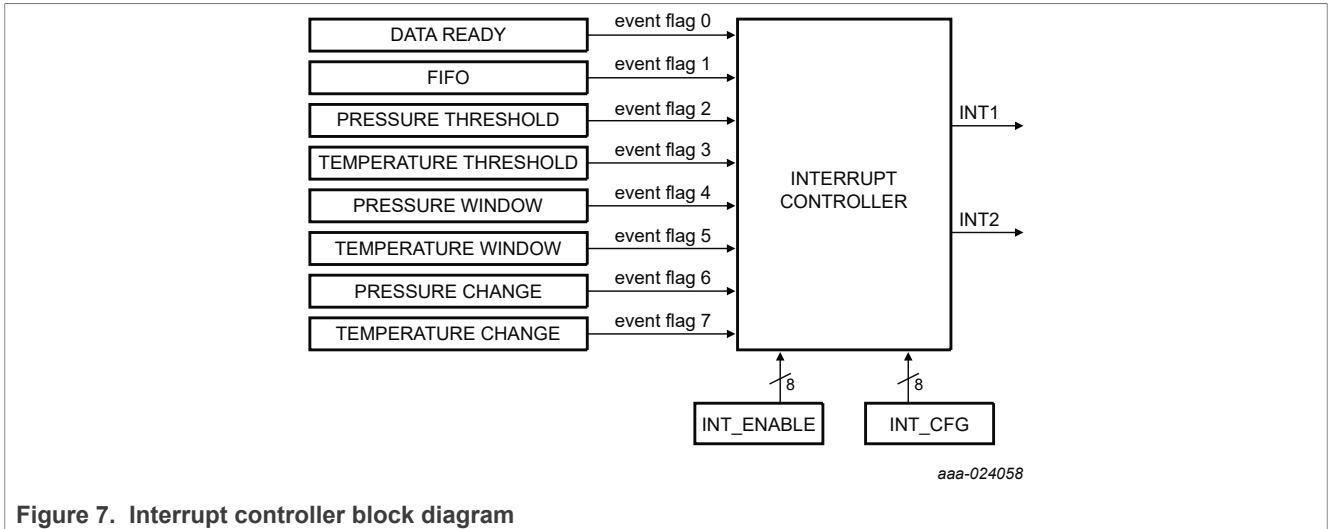 DATA READY
event flag 0
FIFO
event flag 1
PRESSURE THRESHOLD
event flag 2
TEMPERATURE THRESHOLD
event flag 3
PRESSURE WINDOW
event flag 4
TEMPERATURE WINDOW
event flag 5
PRESSURE CHANGE
event flag 6
TEMPERATURE CHANGE
event flag 7
INTERRUPT
CONTROLLER
INT1
INT2
8
8
INT_ENABLE
INT_CFG
aaa-024058
Figure 7. Interrupt controller block diagram